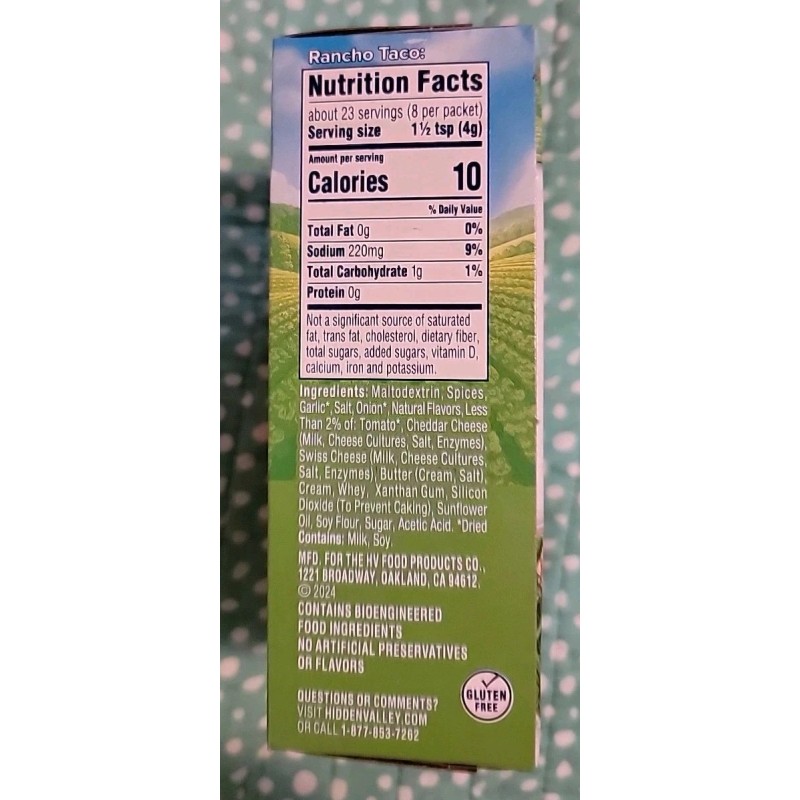 Rancho Taco:
Nutrition Facts
about 23 servings (8 per packet)
Serving size 1½ tsp (4g)
Amount per serving
Calories 10
% Daily Value
Total Fat 0g 0%
Sodium 220mg 9%
Total Carbohydrate 1g 1%
Protein 0g
Not a significant source of saturated
fat, trans fat, cholesterol, dietary fiber,
total sugars, added sugars, vitamin D,
calcium, iron and potassium.
Ingredients: Maltodextrin, Spices,
Garlic*, Salt, Onion*, Natural Flavors, Less
Than 2% of: Tomato*, Cheddar Cheese
(Milk, Cheese Cultures, Salt, Enzymes),
Swiss Cheese (Milk, Cheese Cultures,
Salt, Enzymes), Butter (Cream, Salt),
Cream, Whey, Xanthan Gum, Silicon
Dioxide (To Prevent Caking), Sunflower
Oil, Soy Flour, Sugar, Acetic Acid. *Dried
Contains: Milk, Soy.
MFD. FOR THE HV FOOD PRODUCTS CO.,
1221 BROADWAY, OAKLAND, CA 94612.
© 2024
CONTAINS BIOENGINEERED
FOOD INGREDIENTS
NO ARTIFICIAL PRESERVATIVES
OR FLAVORS
QUESTIONS OR COMMENTS?
VISIT HIDDENVALLEY.COM
OR CALL 1-877-853-7262
GLUTEN
FREE